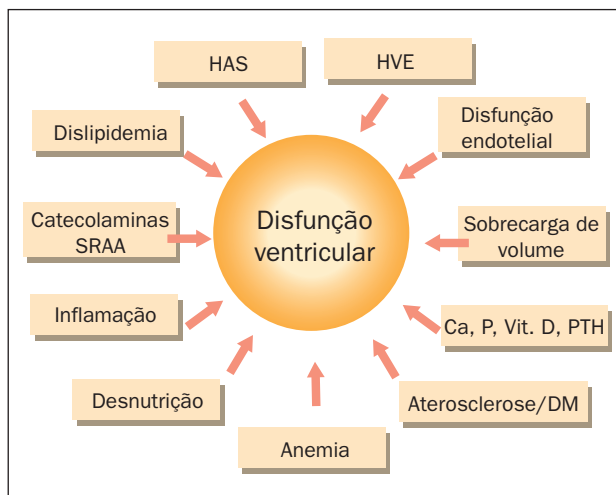 HAS
HVE
Dislipidemia
Disfunção
endotelial
Catecolaminas
SRAA
Disfunção
ventricular
Sobrecarga de
volume
Inflamação
Ca, P, Vit. D, PTH
Desnutrição
Aterosclerose/DM
Anemia